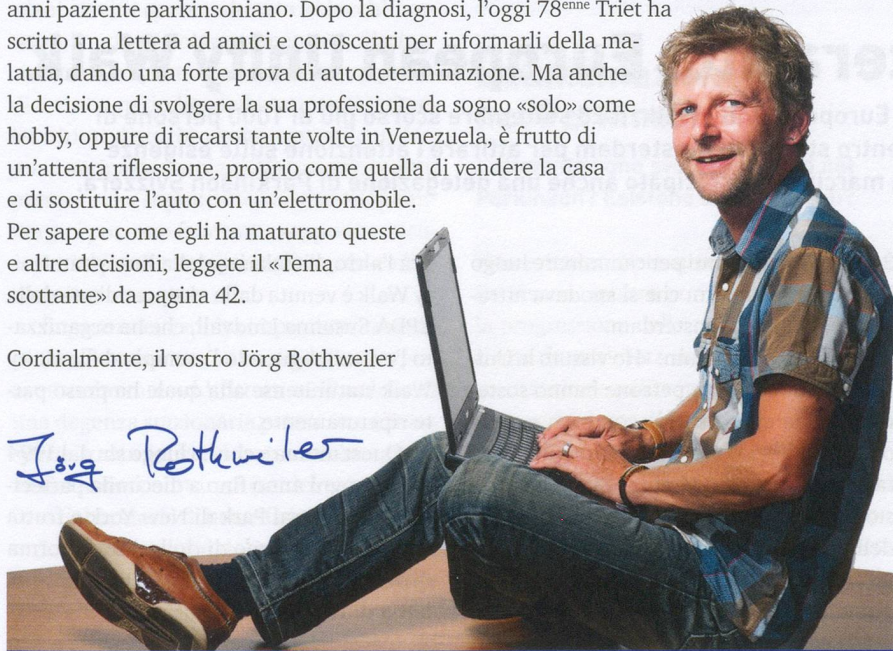 anni paziente parkinsoniano. Dopo la diagnosi, l’oggi 78enne Triet ha
scritto una lettera ad amici e conoscenti per informarli della ma-
lattia, dando una forte prova di autodeterminazione. Ma anche
la decisione di svolgere la sua professione da sogno «solo» come
hobby, oppure di recarsi tante volte in Venezuela, è frutto di
un’attenta riflessione, proprio come quella di di vendere la casa
e di sostituire l’auto con un’elettromobile.
Per sapere come egli ha maturato queste
e altre decisioni, leggere il «Tema
scottante» da pagina 42.
Cordialmente, il vostro Jörg Rothweiler
Jörg Rothweiler